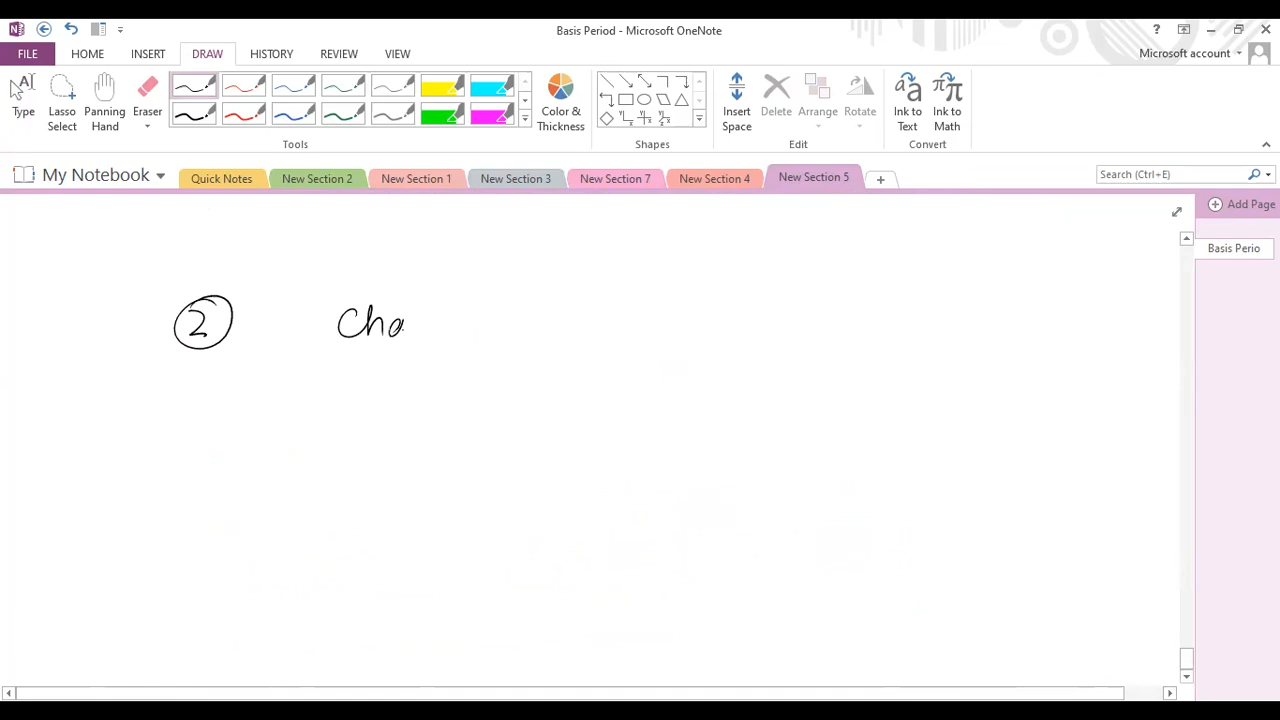 Basis Period - Microsoft OneNote
?
FILE HOME INSERT DRAW HISTORY REVIEW VIEW
Microsoft account
Type
Lasso Select
Panning Hand
Eraser
Color & Thickness
Insert Space
Delete
Arrange
Rotate
Ink to Text
Ink to Math
Tools
Shapes
Edit
Convert
My Notebook
Quick Notes
New Section 2
New Section 1
New Section 3
New Section 7
New Section 4
New Section 5
Search (Ctrl+E)
Add Page
Basis Perio
2 Cha